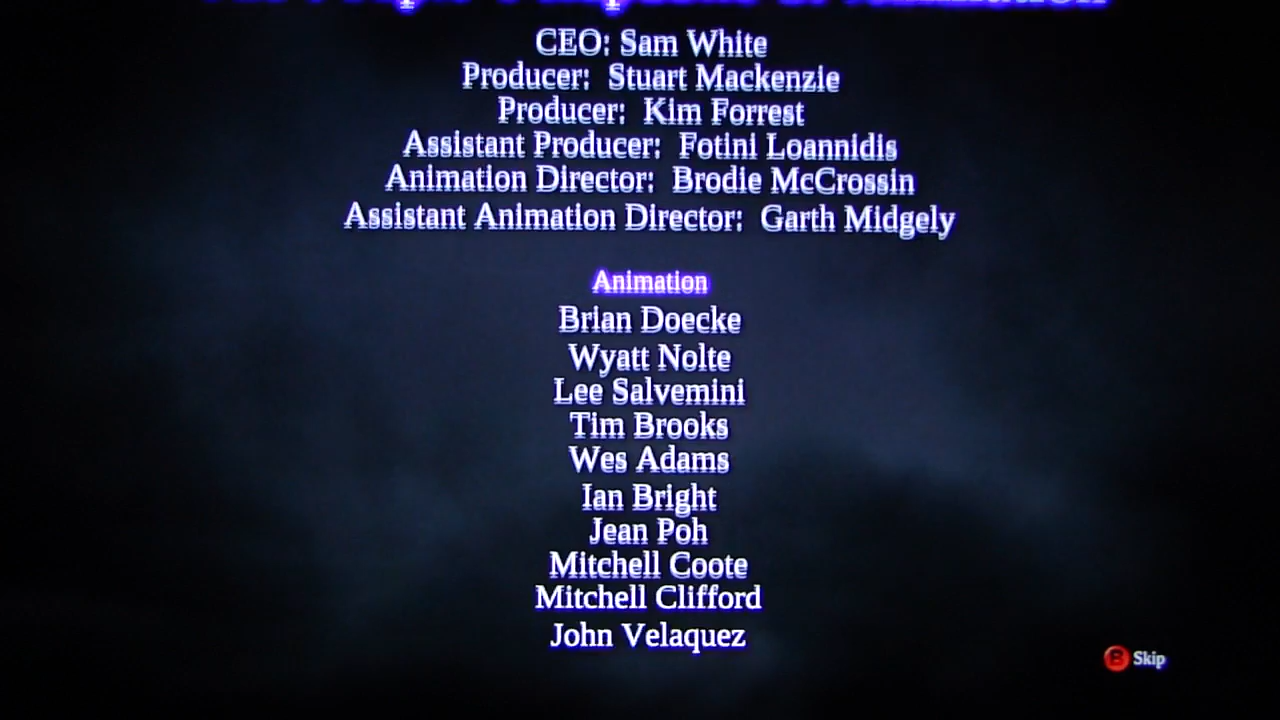 CEO: Sam White
Producer: Stuart Mackenzie
Producer: Kim Forrest
Assistant Producer: Fotini Loannidis
Animation Director: Brodie McCrossin
Assistant Animation Director: Garth Midgely
Animation
Brian Doecke
Wyatt Nolte
Lee Salvemini
Tim Brooks
Wes Adams
Ian Bright
Jean Poh
Mitchell Coote
Mitchell Clifford
John Velaquez
B Skip